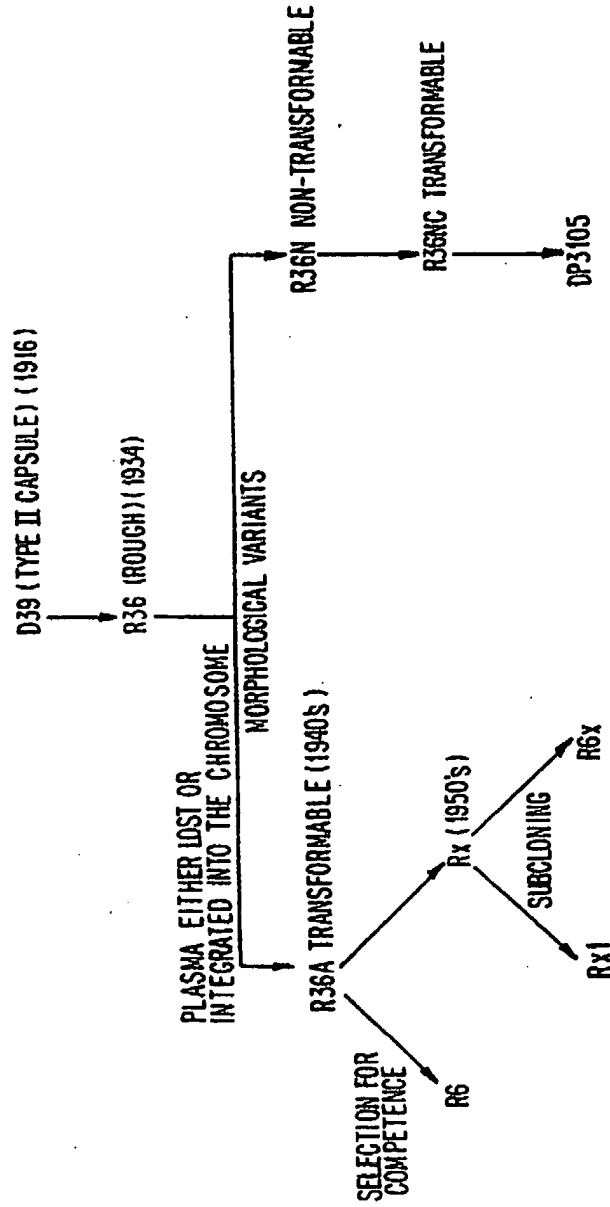 D39 (TYPE II CAPSULE) (1916)
R36 (ROUGH) (1934)
PLASMA EITHER LOST OR
INTEGRATED INTO THE CHROMOSOME
MORPHOLOGICAL VARIANTS
R36A TRANSFORMABLE (1940's)
R36N NON-TRANSFORMABLE
SELECTION FOR
COMPETENCE
R6
Rx (1950's)
R36NC TRANSFORMABLE
SUBCLONING
Rx1
R6x
DP3105